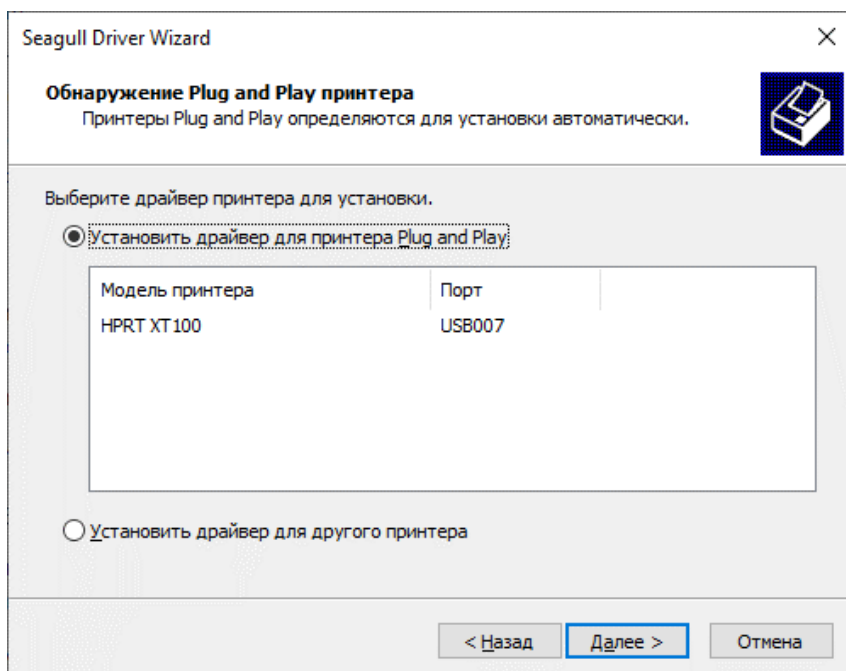 Seagull Driver Wizard
Обнаружение Plug and Play принтера
Принтеры Plug and Play определяются для установки автоматически.
Выберите драйвер принтера для установки.
Установить драйвер для принтера Plug and Play
Модель принтера Порт
HPRT XT100 USB007
Установить драйвер для другого принтера
< Назад Далее > Отмена